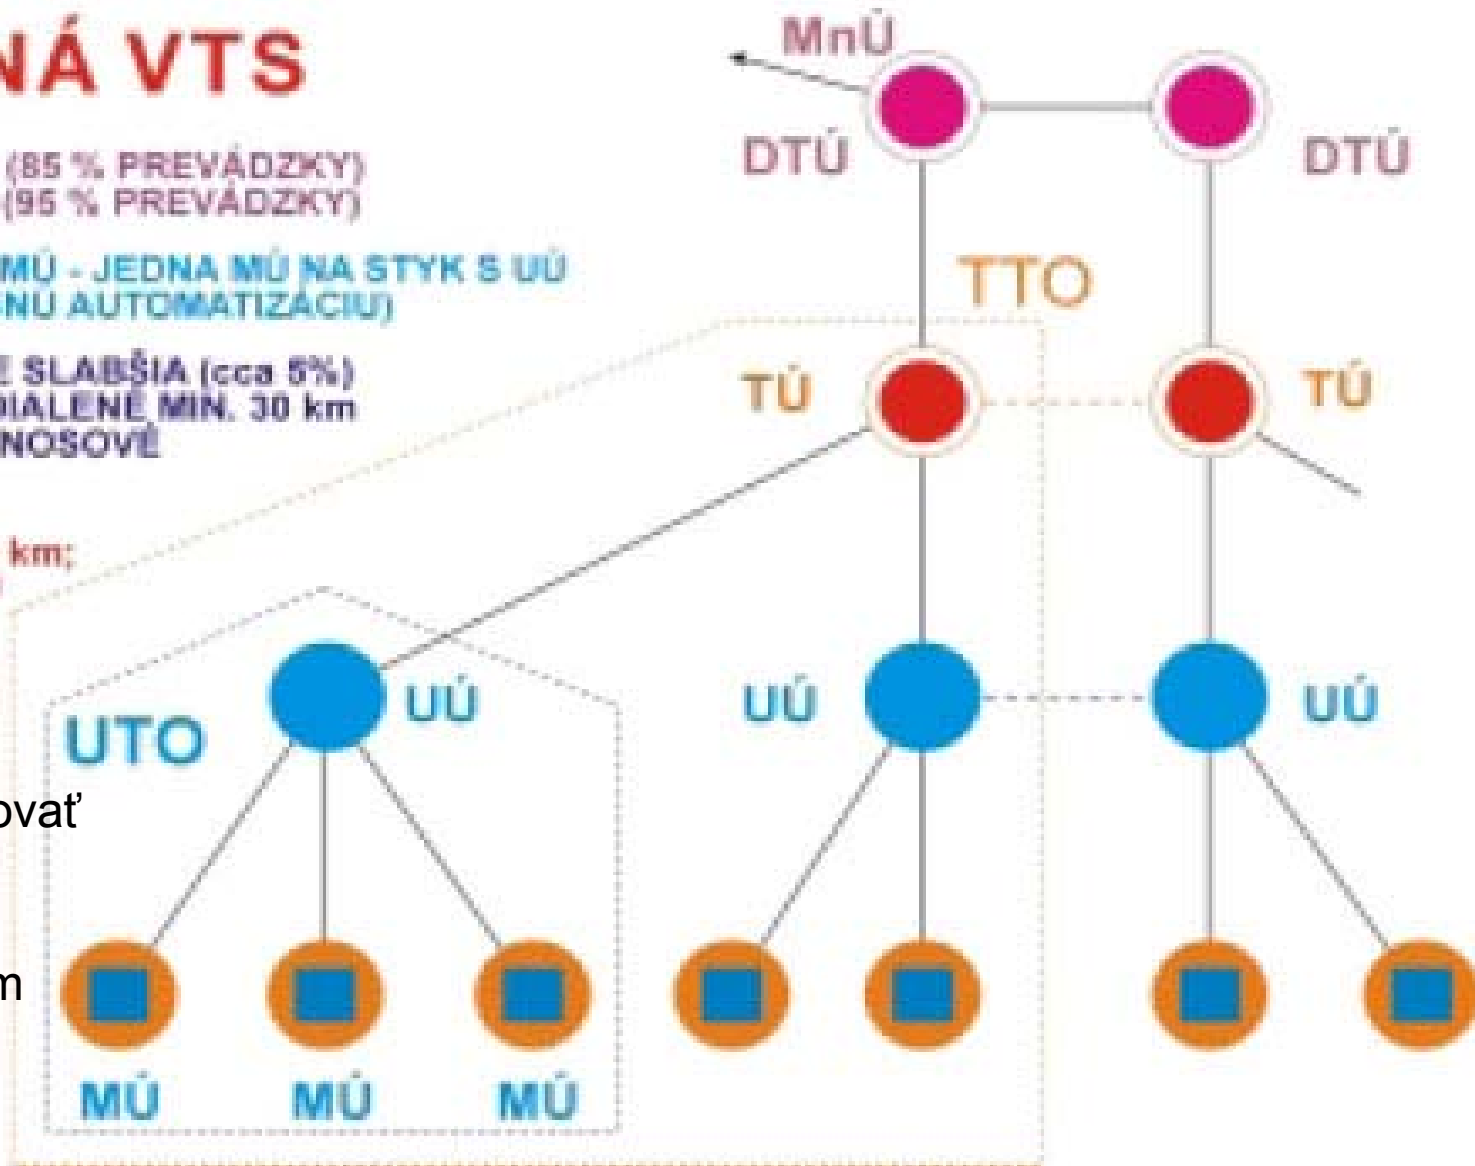 NÁ VTS
(85 % PREVÁDZKY)
(95 % PREVÁDZKY)
MÚ - JEDNA MÚ NA STYK S UÚ
SNÚ AUTOMATIZÁCIU)
E SLABŠIA (cca 5%)
DIALENÉ MIN. 30 km
NOSOVÉ
km;
ovať
m
MnÚ
DTÚ
DTÚ
TTO
TÚ
TÚ
UTO
UÚ
UÚ
UÚ
MÚ
MÚ
MÚ